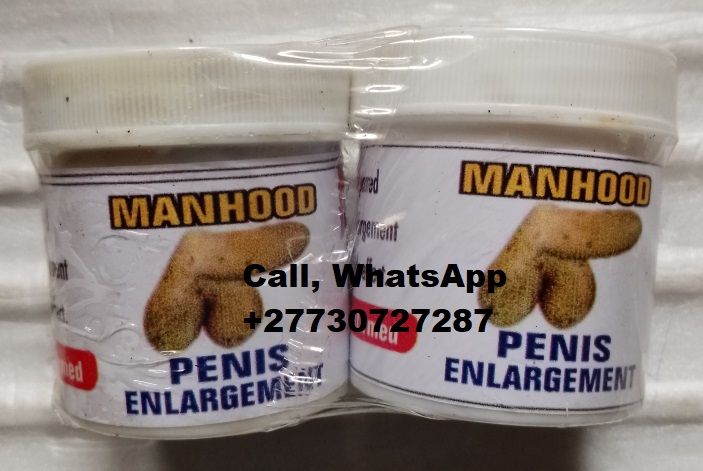 MANHOOD
PENIS
ENLARGEMENT
MANHOOD
PENIS
ENLARGEMENT
Call, WhatsApp
+27730727287